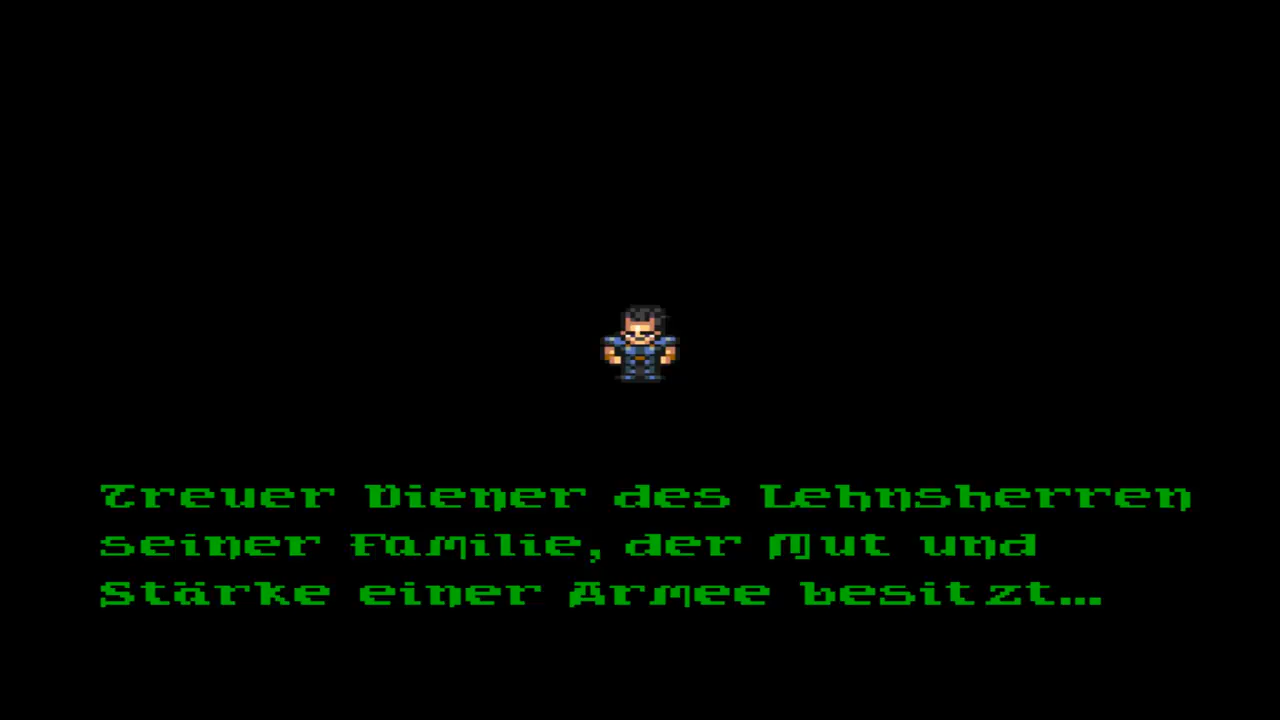 Treuer Diener des Lehnsherren
seiner Familie, der Mut und
Stärke einer Armee besitzt...